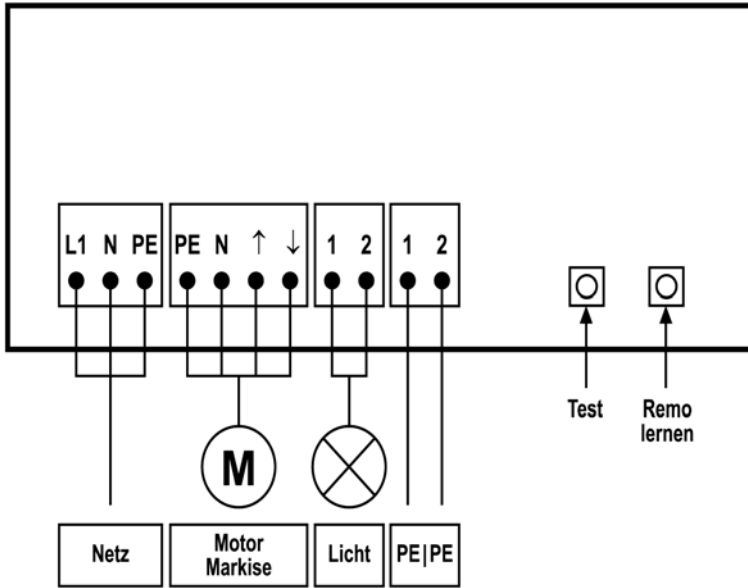 L1 N PE PE N ↑ ↓ 1 2 1 2
Test Remo
lernen
M
Netz
Motor
Markise
Licht
PE|PE